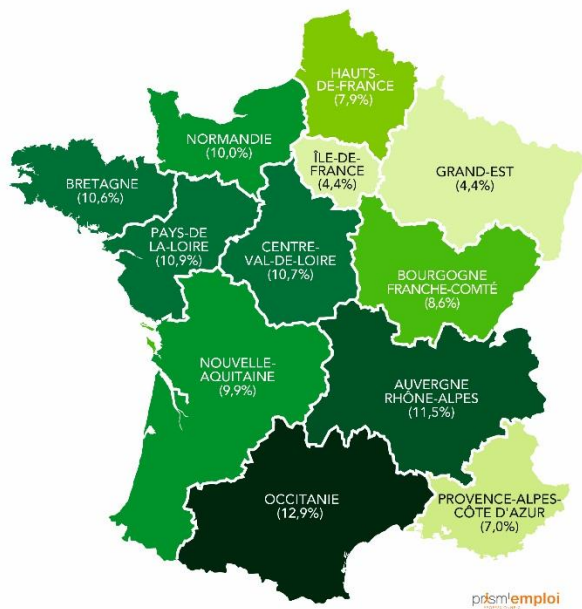 HAUTS-
DE-FRANCE
(7,9%)
NORMANDIE
(10,0%)
ÎLE-DE-
FRANCE
(4,4%)
GRAND-EST
(4,4%)
BRETAGNE
(10,6%)
PAYS-DE
LA-LOIRE
(10,9%)
CENTRE-
VAL-DE-LOIRE
(10,7%)
BOURGOGNE
FRANCHE-COMTÉ
(8,6%)
NOUVELLE-
AQUITAINE
(9,9%)
AUVERGNE
RHÔNE-ALPES
(11,5%)
OCCITANIE
(12,9%)
PROVENCE-ALPES-
CÔTE D'AZUR
(7,0%)
prism'emploi